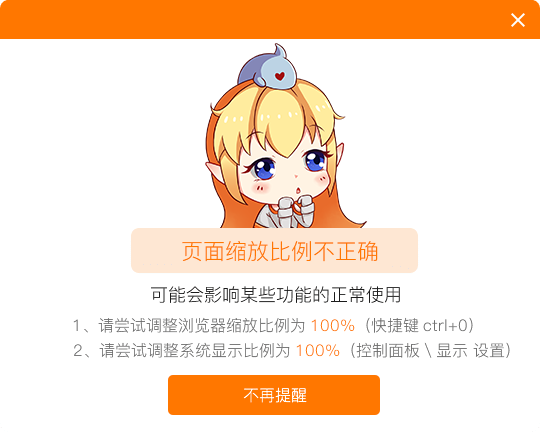 页面缩放比例不正确
可能会影响某些功能的正常使用
1、请尝试调整浏览器缩放比例为 100%（快捷键 ctrl+0）
2、请尝试调整系统显示比例为 100%（控制面板 \ 显示 设置）
不再提醒